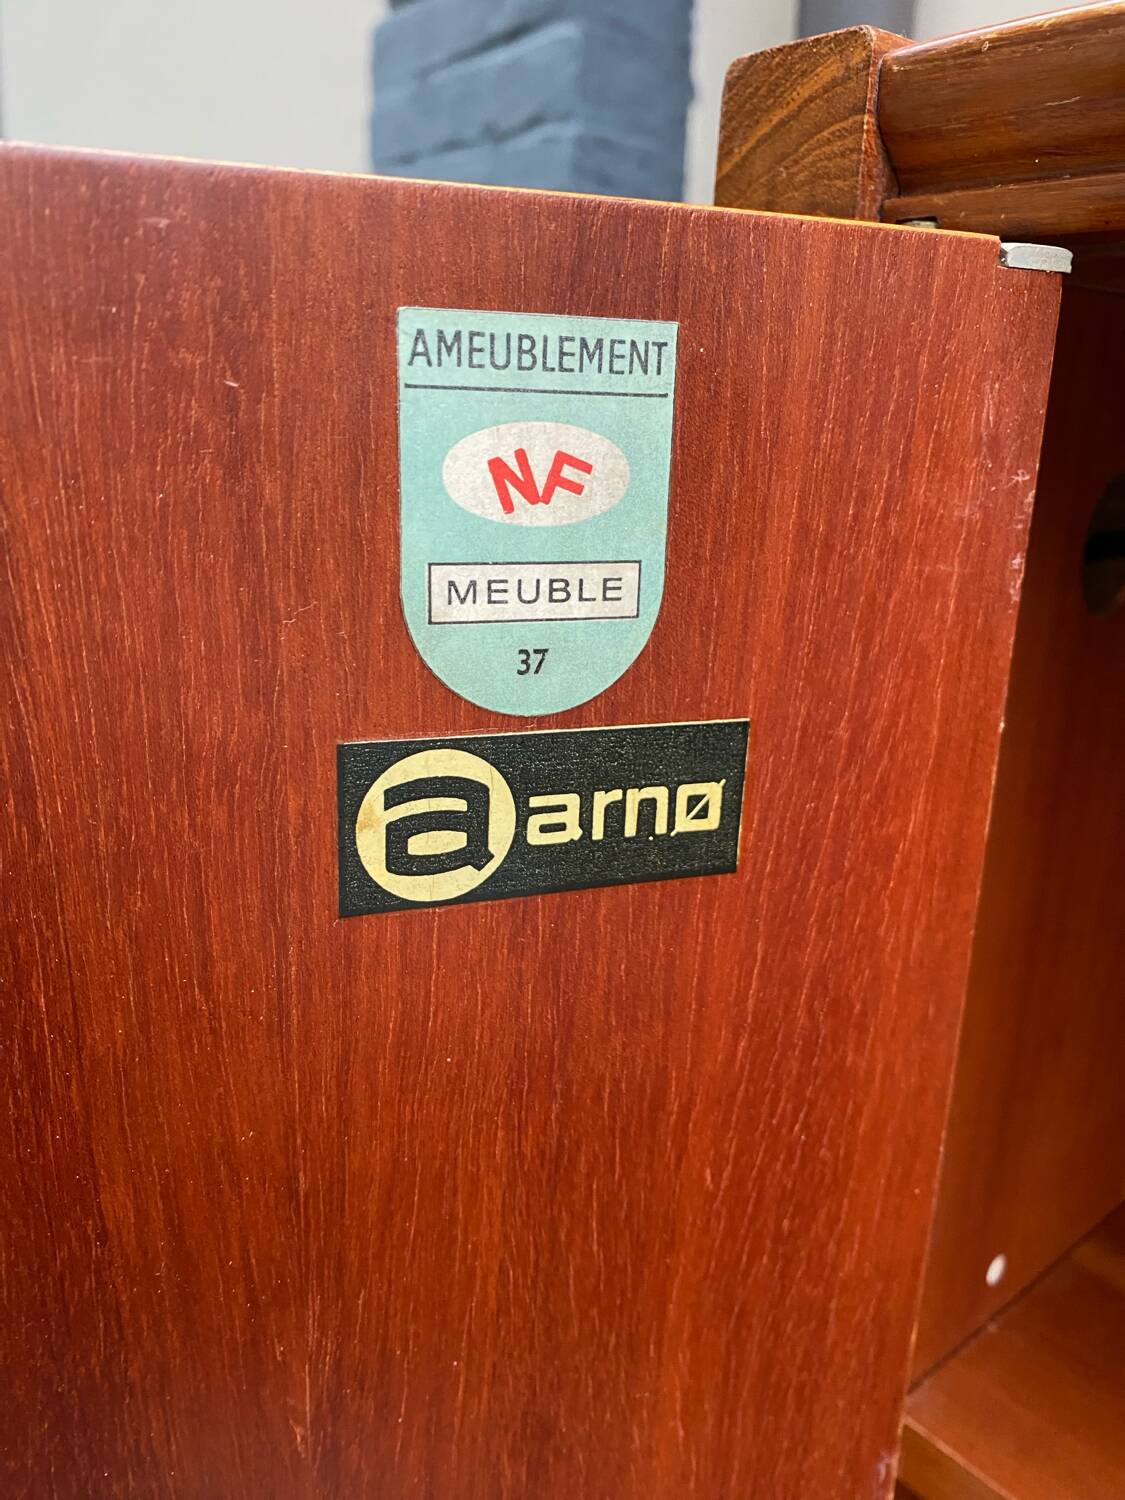 AMEUBLEMENT
NF
MEUBLE
37
a arnø